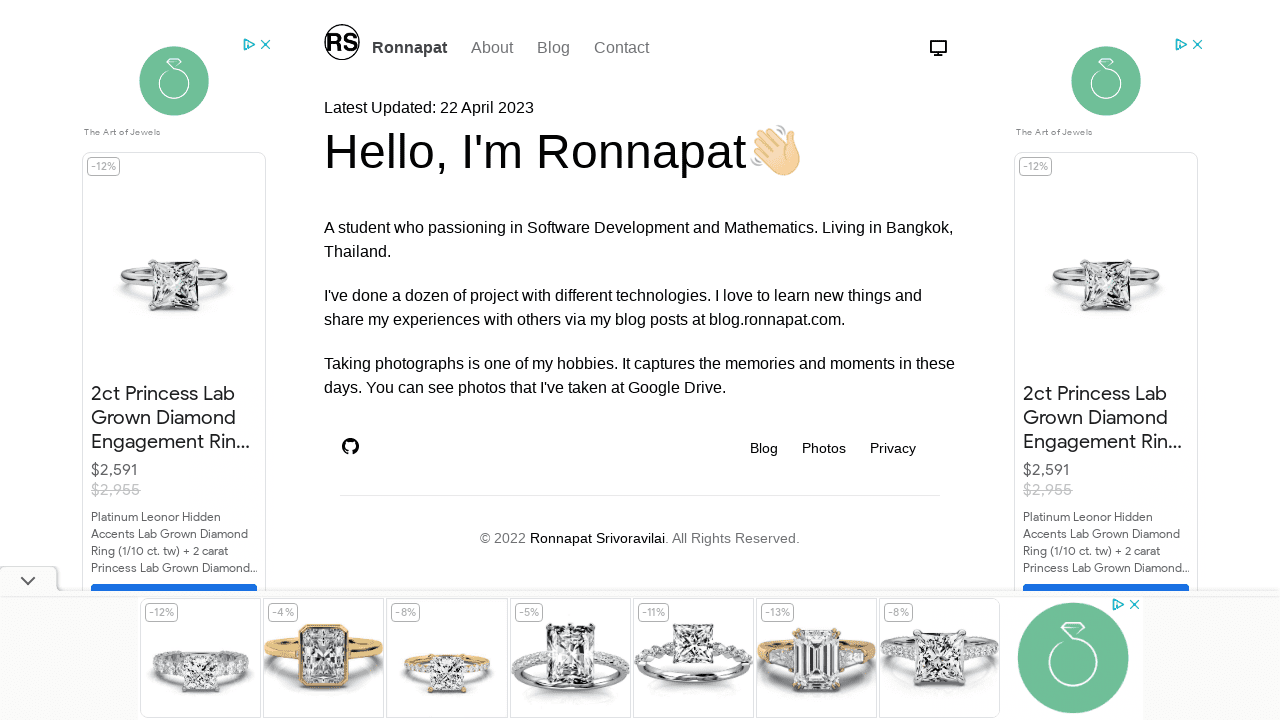 RS
Ronnapat
About
Blog
Contact
Latest Updated: 22 April 2023
Hello, I'm Ronnapat👋
A student who passioning in Software Development and Mathematics. Living in Bangkok,
Thailand.
I've done a dozen of project with different technologies. I love to learn new things and
share my experiences with others via my blog posts at blog.ronnapat.com.
Taking photographs is one of my hobbies. It captures the memories and moments in these
days. You can see photos that I've taken at Google Drive.
Blog
Photos
Privacy
© 2022 Ronnapat Srivoravilai. All Rights Reserved.
The Art of Jewels
-12%
2ct Princess Lab
Grown Diamond
Engagement Rin...
$2,591
$2,955
Platinum Leonor Hidden
Accents Lab Grown Diamond
Ring (1/10 ct. tw) + 2 carat
Princess Lab Grown Diamond...
The Art of Jewels
-12%
2ct Princess Lab
Grown Diamond
Engagement Rin...
$2,591
$2,955
Platinum Leonor Hidden
Accents Lab Grown Diamond
Ring (1/10 ct. tw) + 2 carat
Princess Lab Grown Diamond...
-12%
-4%
-8%
-5%
-11%
-13%
-8%